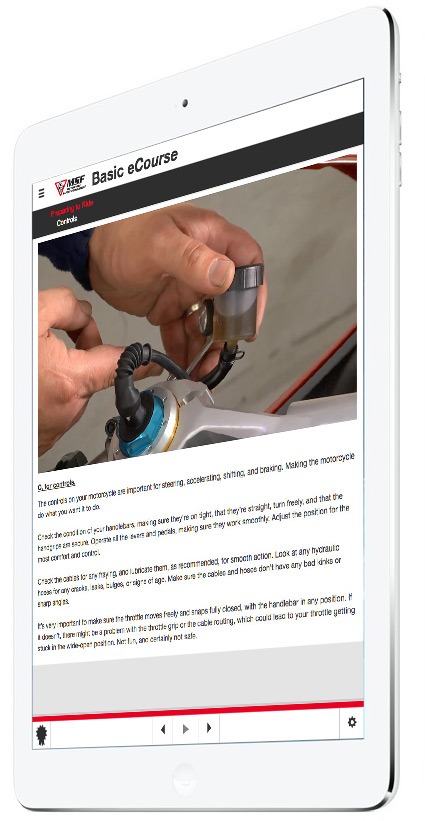 MSF
Basic eCourse
Preparing to Ride
Controls
C, for controls.
The controls on your motorcycle are important for steering, accelerating, shifting, and braking. Making the motorcycle
do what you want it to do.
Check the condition of your handlebars, making sure they're on tight, that they're straight, turn freely, and that the
handgrips are secure. Operate all the levers and pedals, making sure they work smoothly. Adjust the position for the
most comfort and control.
Check the cables for any fraying, and lubricate them, as recommended, for smooth action. Look at any hydraulic
hoses for any cracks, leaks, bulges, or signs of age. Make sure the cables and hoses don't have any bad kinks or
sharp angles.
It's very important to make sure the throttle moves freely and snaps fully closed, with the handlebar in any position. If
it doesn't, there might be a problem with the throttle grip or the cable routing, which could lead to your throttle getting
stuck in the wide-open position. Not fun, and certainly not safe.